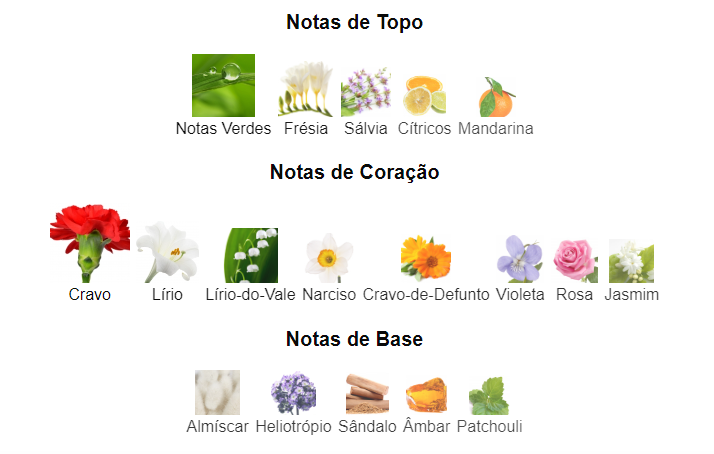 Notas de Topo
Notas Verdes Frésia Sálvia Cítricos Mandarina
Notas de Coração
Cravo Lírio Lírio-do-Vale Narciso Cravo-de-Defunto Violeta Rosa Jasmim
Notas de Base
Almíscar Heliotrópio Sândalo Âmbar Patchouli